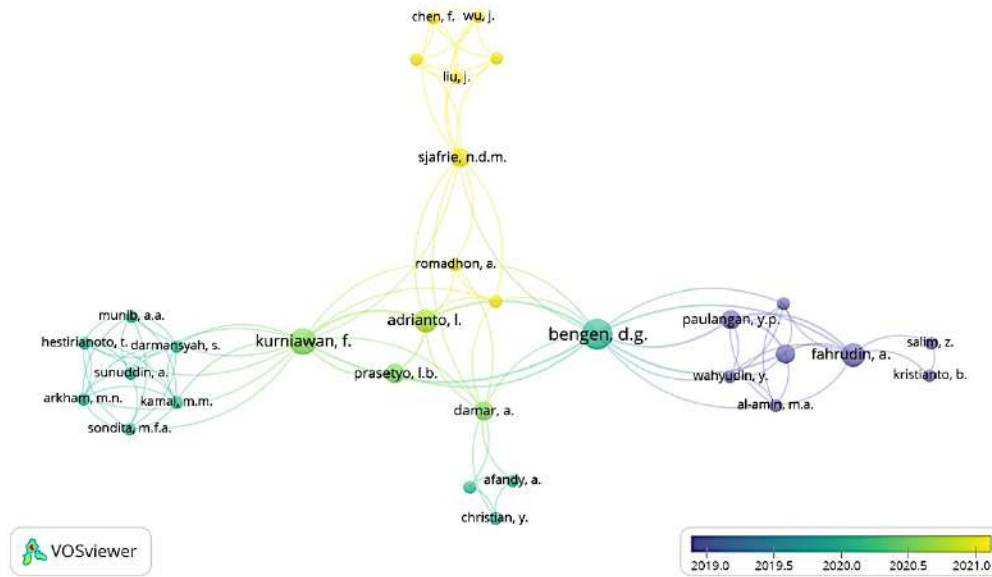 chen, f. wu, j.
liu, j.
sjafrie, n.d.m.
romadhon, a.
munib, a.a. adrianto, l. bengen, d.g. paulangan, y.p.
hestirianoto, t. darmansyah, s. kurniawan, f. fahrudin, a. salim, z.
sunuddin, a. prasetyo, l.b. wahyudin, y. kristianto, b.
arkham, m.n. kamal, m.m. damar, a. al-amin, m.a.
sondita, m.f.a.
afandy, a.
christian, y.
VOSviewer
2019.0 2019.5 2020.0 2020.5 2021.0